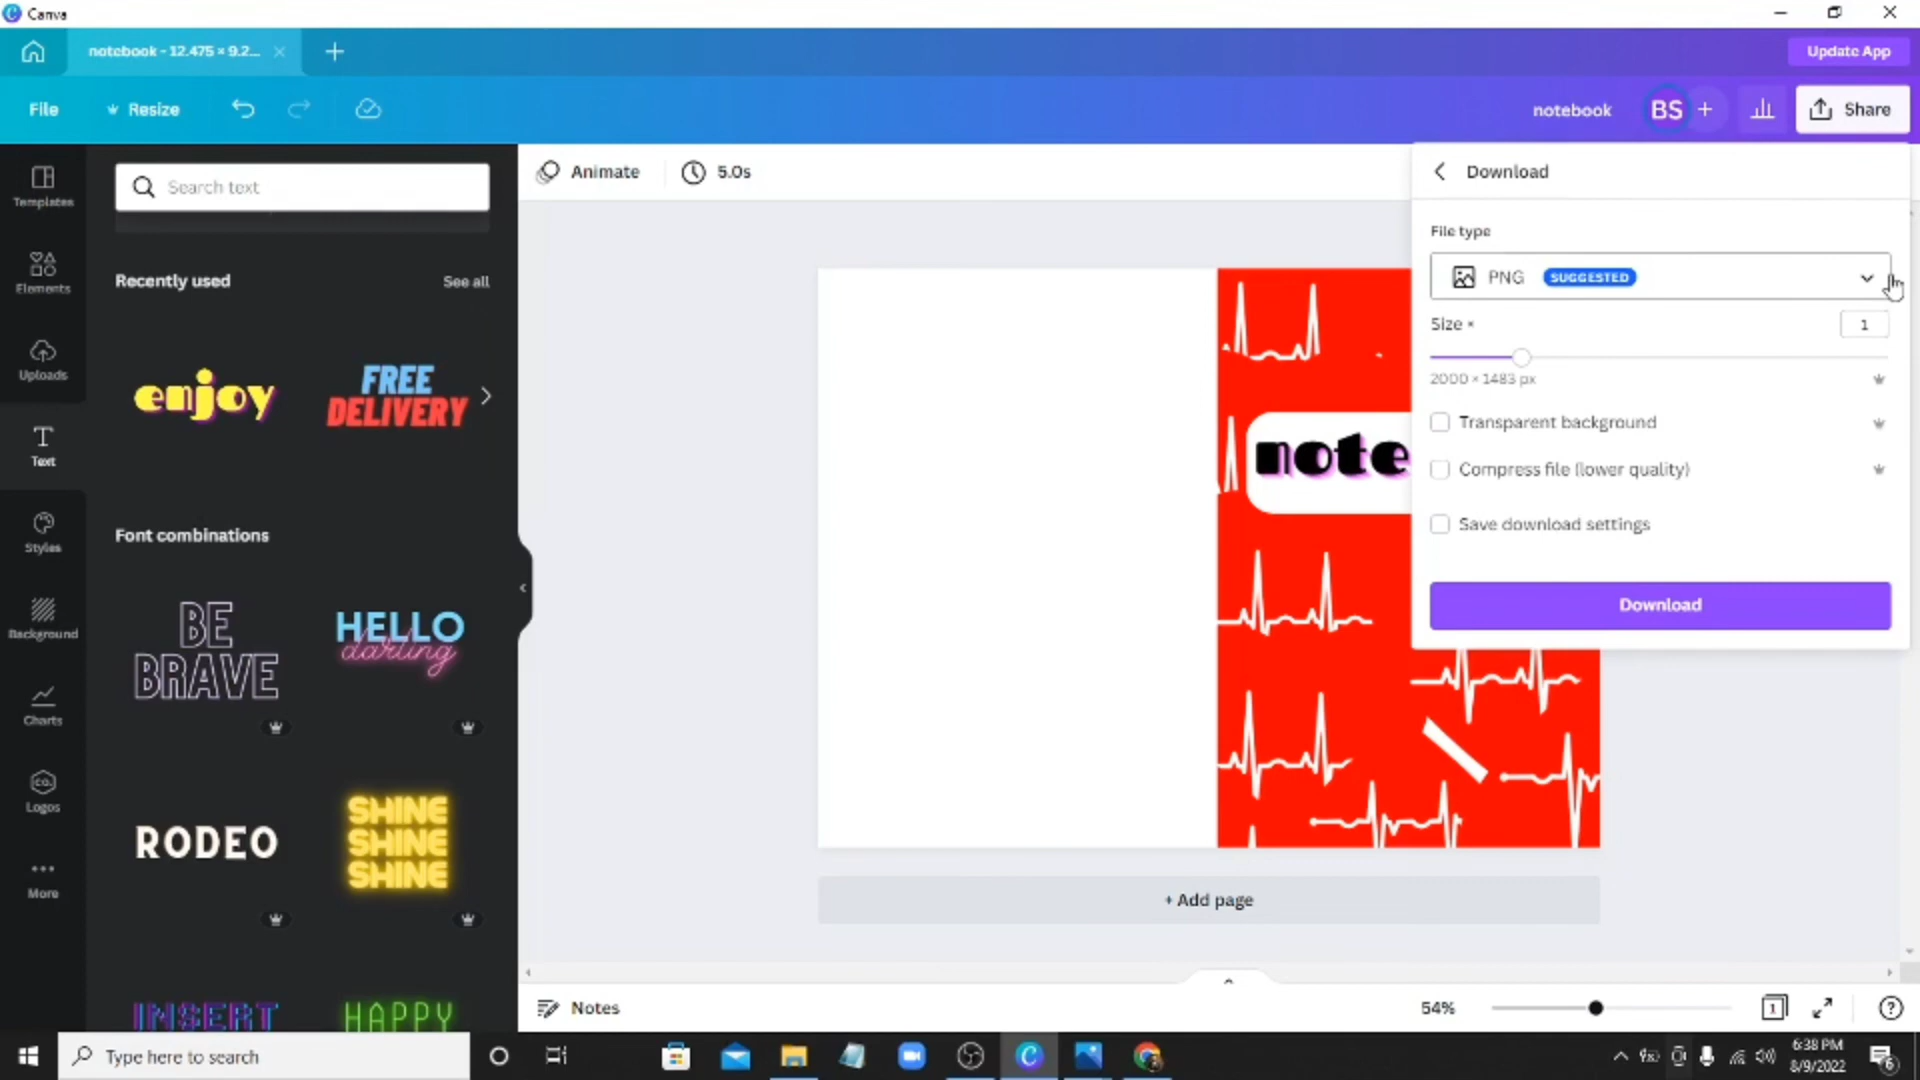 Canva
notebook - 12.475 × 9.2...
Update App
File
Resize
notebook
BS
Share
Templates
Elements
Uploads
Text
Styles
Background
Charts
CO.
Logos
More
Search text
Recently used
See all
enjoy
FREE
DELIVERY
Font combinations
BE
BRAVE
HELLO
darling
RODEO
SHINE
SHINE
SHINE
INSERT
HAPPY
Animate
5.0s
note
+ Add page
Download
File type
PNG
SUGGESTED
Size ×
1
2000 × 1483 px
Transparent background
Compress file (lower quality)
Save download settings
Download
Notes
54%
1
?
Type here to search
6:38 PM
8/9/2022
6